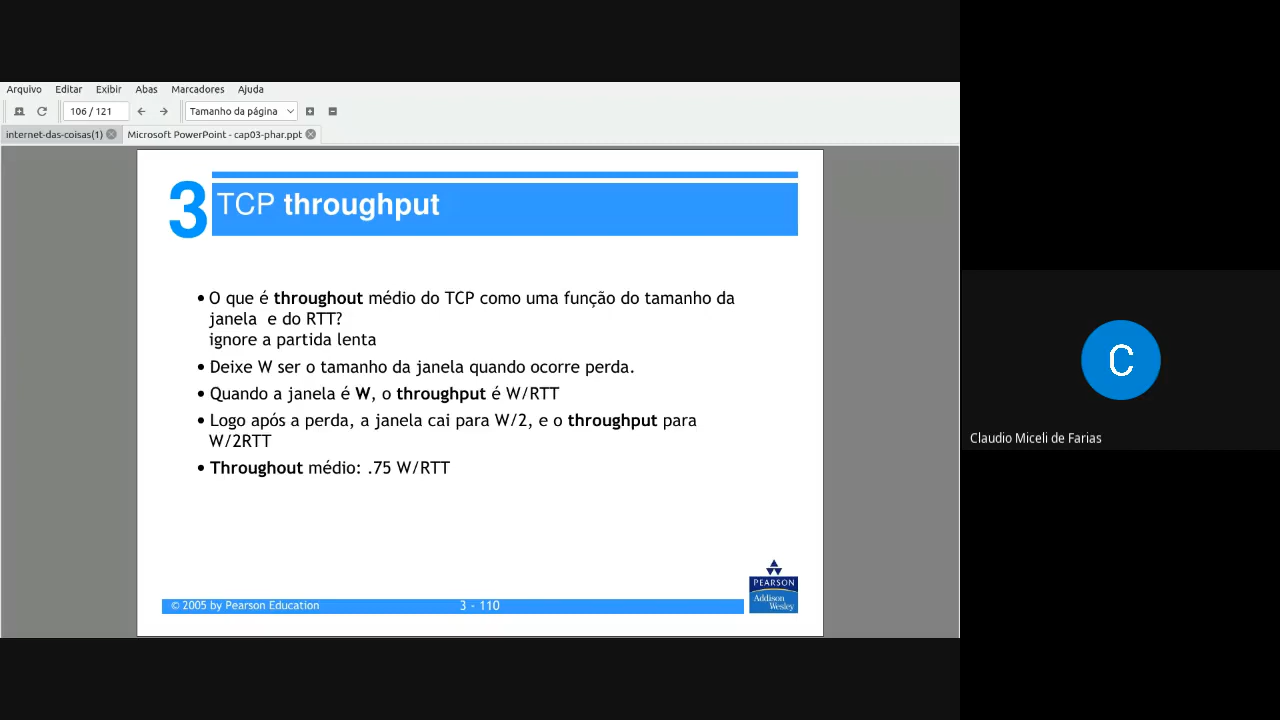 Arquivo Editar Exibir Abas Marcadores Ajuda
106 / 121 Tamanho da página
internet-das-coisas(1) Microsoft PowerPoint - cap03-phar.ppt
3 TCP throughput
• O que é throughout médio do TCP como uma função do tamanho da
janela e do RTT?
ignore a partida lenta
• Deixe W ser o tamanho da janela quando ocorre perda.
• Quando a janela é W, o throughput é W/RTT
• Logo após a perda, a janela cai para W/2, e o throughput para
W/2RTT
• Throughout médio: .75 W/RTT
PEARSON
Addison
Wesley
© 2005 by Pearson Education 3 - 110
C
Claudio Miceli de Farias